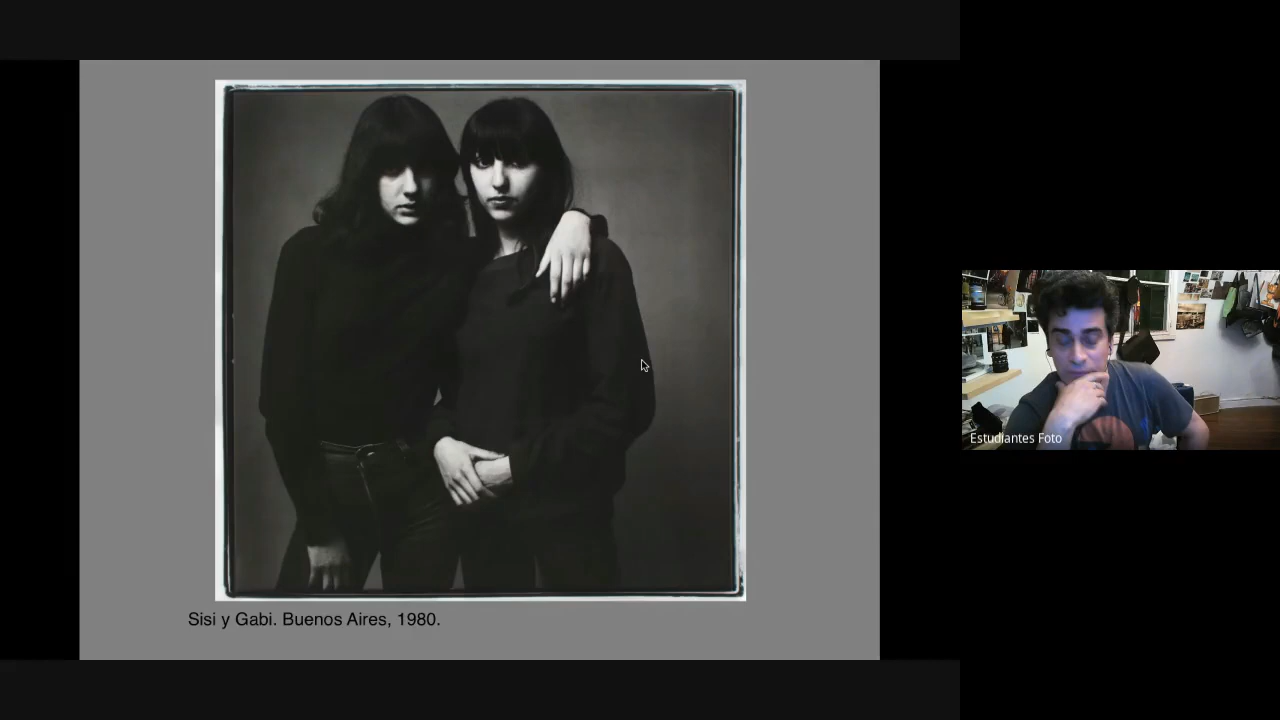 Sisi y Gabi. Buenos Aires, 1980.
Estudiantes Foto